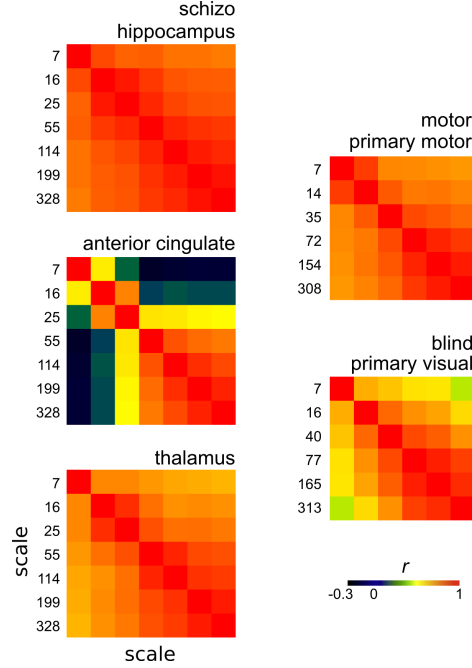 schizo
hippocampus
7
16
25
55
114
199
328
anterior cingulate
7
16
25
55
114
199
328
thalamus
7
16
25
55
114
199
328
scale
scale
motor
primary motor
7
14
35
72
154
308
blind
primary visual
7
16
40
77
165
313
r
-0.3 0 1